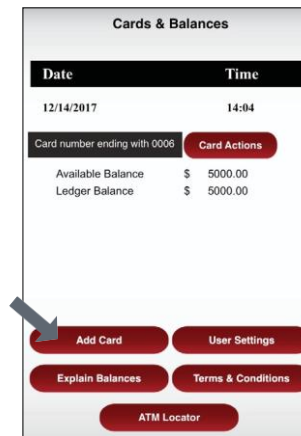 Cards & Balances
Date Time
12/14/2017 14:04
Card number ending with 0006 Card Actions
Available Balance $ 5000.00
Ledger Balance $ 5000.00
Add Card User Settings
Explain Balances Terms & Conditions
ATM Locator